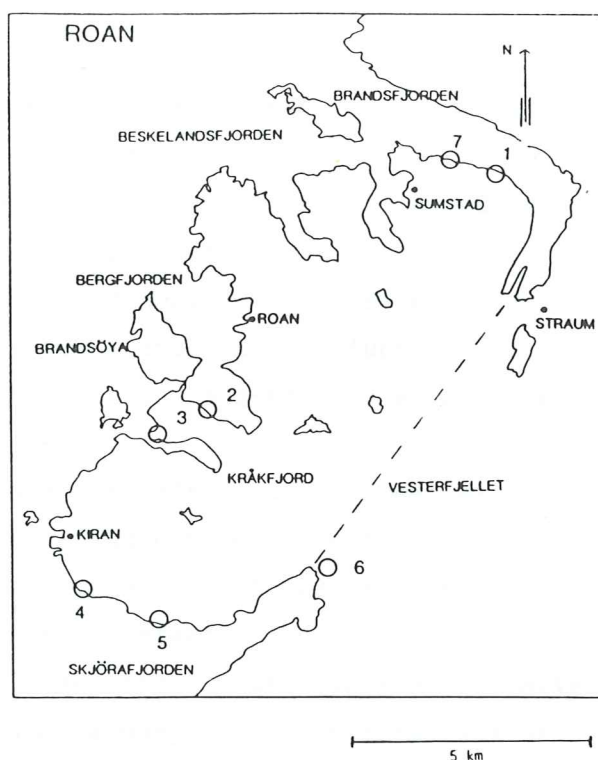 ROAN
N
BRANDSFJORDEN
BESKELANDSFJORDEN
7
1
SUMSTAD
BERGFJORDEN
ROAN
STRAUM
BRANDSÖYA
2
3
KRÅKFJORD
VESTERFJELLET
KIRAN
6
4
5
SKJÖRAFJORDEN
5 km